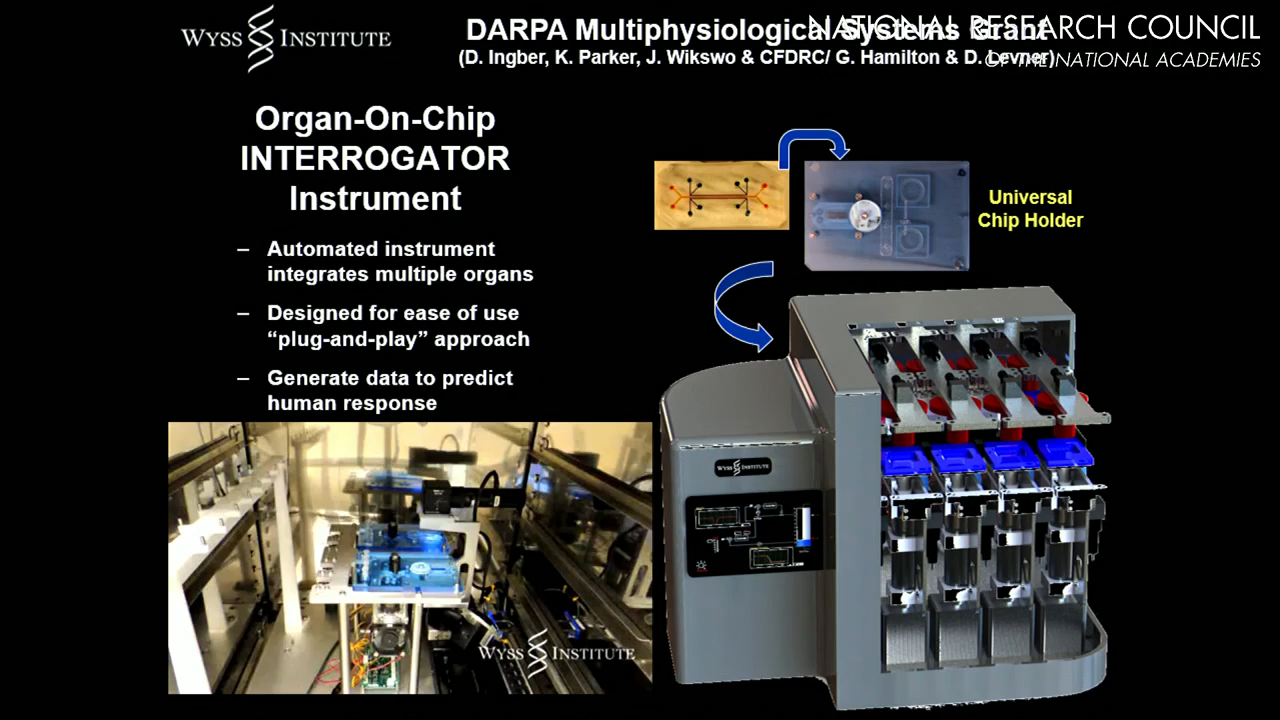 WYSS INSTITUTE
DARPA Multiphysiological Systems Grant
(D. Ingber, K. Parker, J. Wikswo & CFDRC/ G. Hamilton & D. Levner)
NATIONAL RESEARCH COUNCIL
OF THE NATIONAL ACADEMIES
Organ-On-Chip
INTERROGATOR
Instrument
– Automated instrument
integrates multiple organs
– Designed for ease of use
“plug-and-play” approach
– Generate data to predict
human response
Universal
Chip Holder
WYSS INSTITUTE
WYSS INSTITUTE